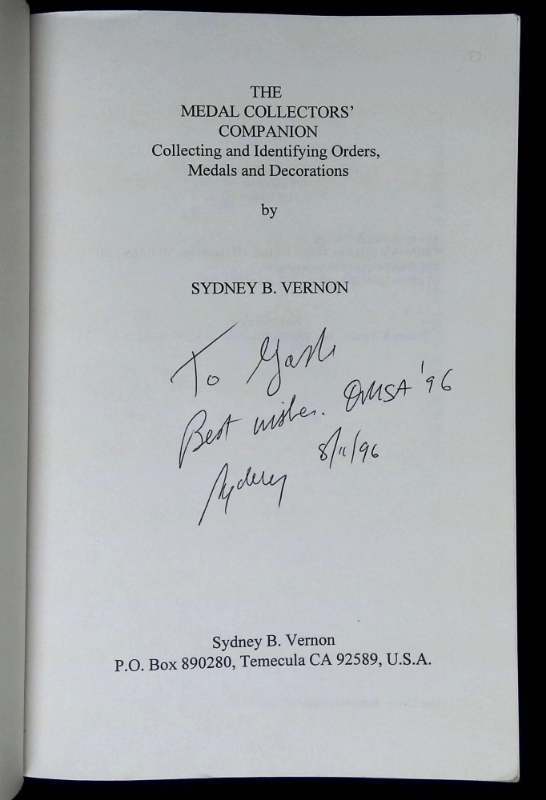 THE
MEDAL COLLECTORS'
COMPANION
Collecting and Identifying Orders,
Medals and Decorations
by
SYDNEY B. VERNON
To
Best wishes. OMSA '96
8/11/96
Sydney
Sydney B. Vernon
P.O. Box 890280, Temecula CA 92589, U.S.A.